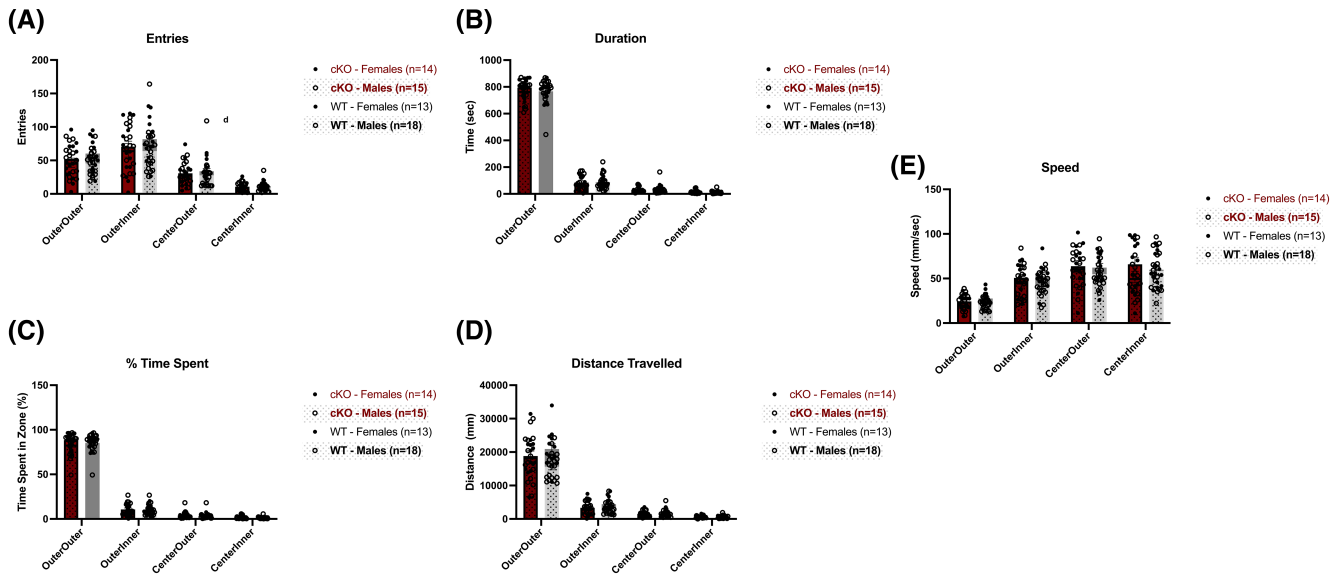 (A)
Entries
Entries
200
150
100
50
0
OuterOuter
OuterInner
CenterOuter
CenterInner
d
cKO - Females (n=14)
cKO - Males (n=15)
WT - Females (n=13)
WT - Males (n=18)
(B)
Duration
Time (sec)
1000
800
600
400
200
0
OuterOuter
OuterInner
CenterOuter
CenterInner
cKO - Females (n=14)
cKO - Males (n=15)
WT - Females (n=13)
WT - Males (n=18)
(C)
% Time Spent
Time Spent in Zone (%)
150
100
50
0
OuterOuter
OuterInner
CenterOuter
CenterInner
cKO - Females (n=14)
cKO - Males (n=15)
WT - Females (n=13)
WT - Males (n=18)
(D)
Distance Travelled
Distance (mm)
40000
30000
20000
10000
0
OuterOuter
OuterInner
CenterOuter
CenterInner
cKO - Females (n=14)
cKO - Males (n=15)
WT - Females (n=13)
WT - Males (n=18)
(E)
Speed
Speed (mm/sec)
150
100
50
0
OuterOuter
OuterInner
CenterOuter
CenterInner
cKO - Females (n=14)
cKO - Males (n=15)
WT - Females (n=13)
WT - Males (n=18)